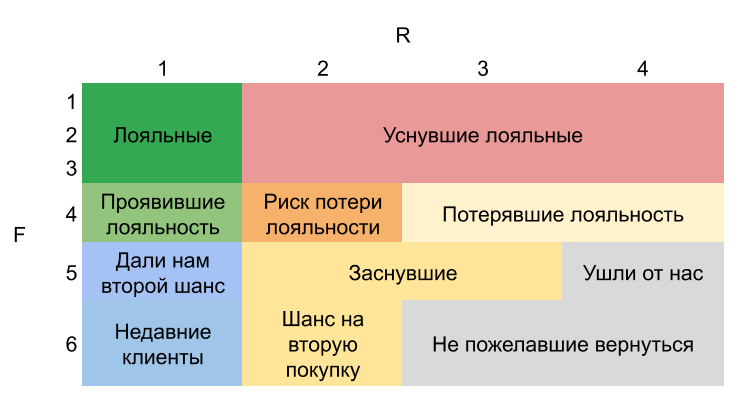 R
1 2 3 4
1
2 Лояльные Уснувшие лояльные
3
Проявившие Риск потери
4 Потерявшие лояльность
лояльность лояльности
F
Дали нам
5 Заснувшие Ушли от нас
второй шанс
Шанс на
Недавние
6 вторую Не пожелавшие вернуться
клиенты
покупку